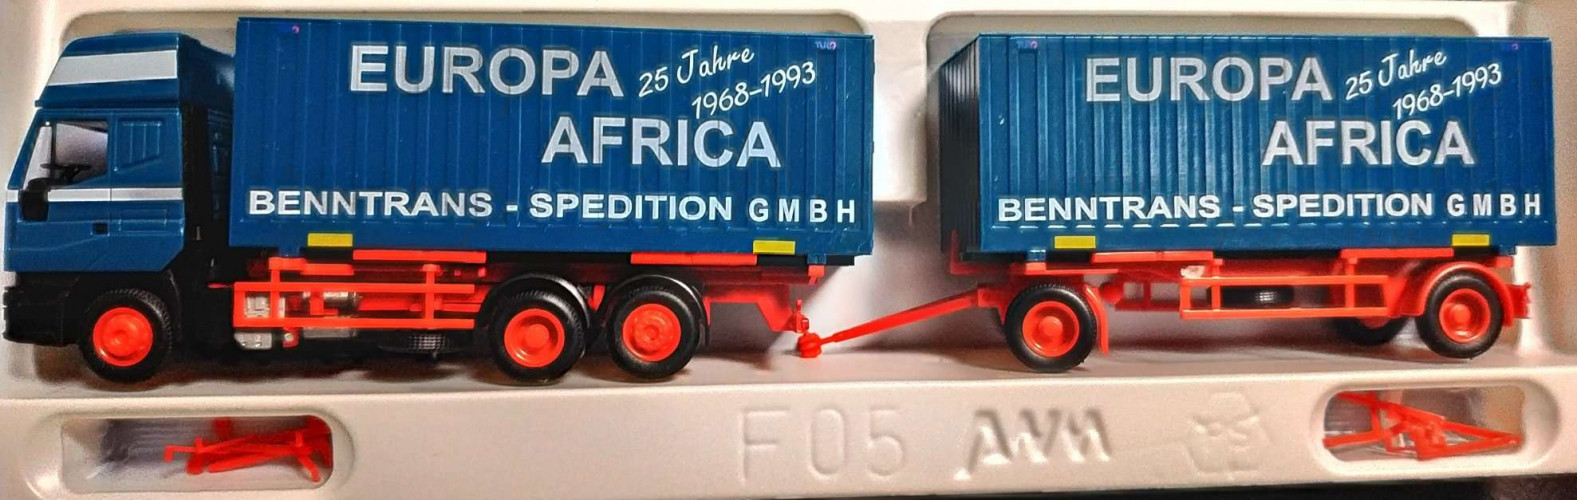 EUROPA
25 Jahre
1968-1993
AFRICA
BENNTRANS - SPEDITION GMBH
EUROPA
25 Jahre
1968-1993
AFRICA
BENNTRANS - SPEDITION GMBH
F05 AWM
PS